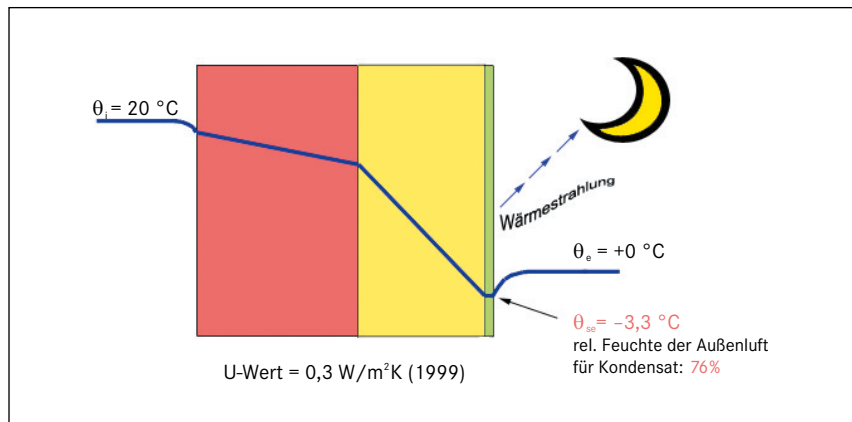 θi = 20 °C
Wärmestrahlung
θe = +0 °C
θse = −3,3 °C
rel. Feuchte der Außenluft
für Kondensat: 76%
U-Wert = 0,3 W/m²K (1999)